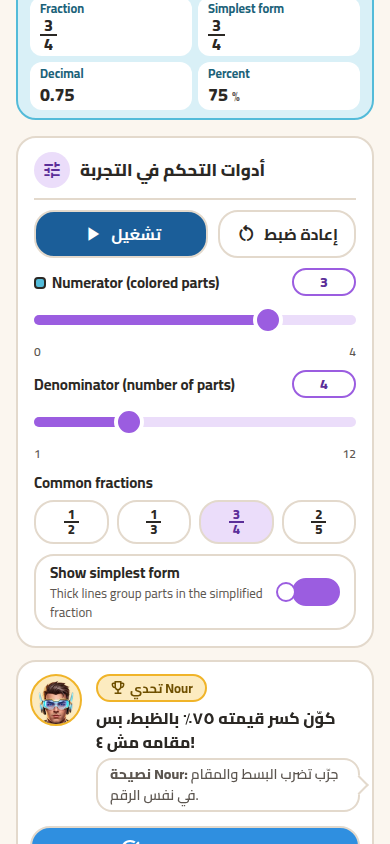 Fraction
3/4
Simplest form
3/4
Decimal
0.75
Percent
75 %
أدوات التحكم في التجربة
تشغيل
إعادة ضبط
Numerator (colored parts)
3
0
4
Denominator (number of parts)
4
1
12
Common fractions
1/2
1/3
3/4
2/5
Show simplest form
Thick lines group parts in the simplified
fraction
تحدي Nour
كوّن كسر قيمته ٧٥٪ بالظبط، بس
مقامه مش ٤!
نصيحة Nour: جرّب تضرب البسط والمقام
في نفس الرقم.